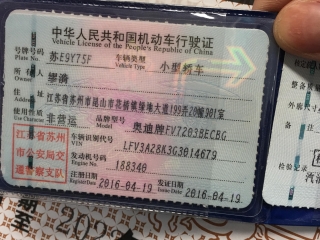 中华人民共和国机动车行驶证
Vehicle License of the People's Republic of China
号牌号码 苏E9Y75F 车辆类型 小型轿车
Plate No. Vehicle Type
所有人
Owner
住址 江苏省苏州市昆山市花桥镇绿地大道199弄20幢901室
Address
使用性质 非营运 品牌型号 奥迪牌FV7203BECBG
Use Character Model
车辆识别代号 LFV3A28K3G3014679
VIN
发动机号码 188340
Engine No.
注册日期 2016-04-19 发证日期 2016-04-19
Register Date Issue Date
江苏省苏州
市公安局交
通警察支队
检验记录